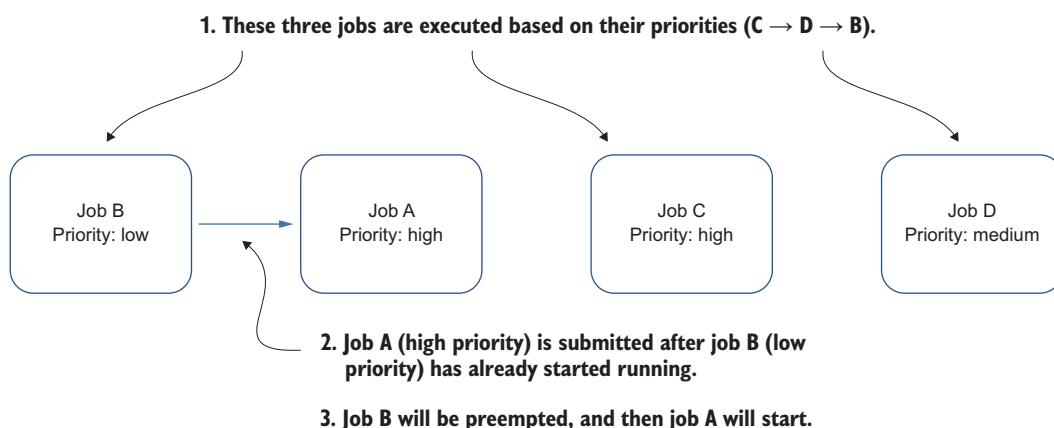 1. These three jobs are executed based on their priorities (C → D → B).
Job B
Priority: low
Job A
Priority: high
Job C
Priority: high
Job D
Priority: medium
2. Job A (high priority) is submitted after job B (low
priority) has already started running.
3. Job B will be preempted, and then job A will start.